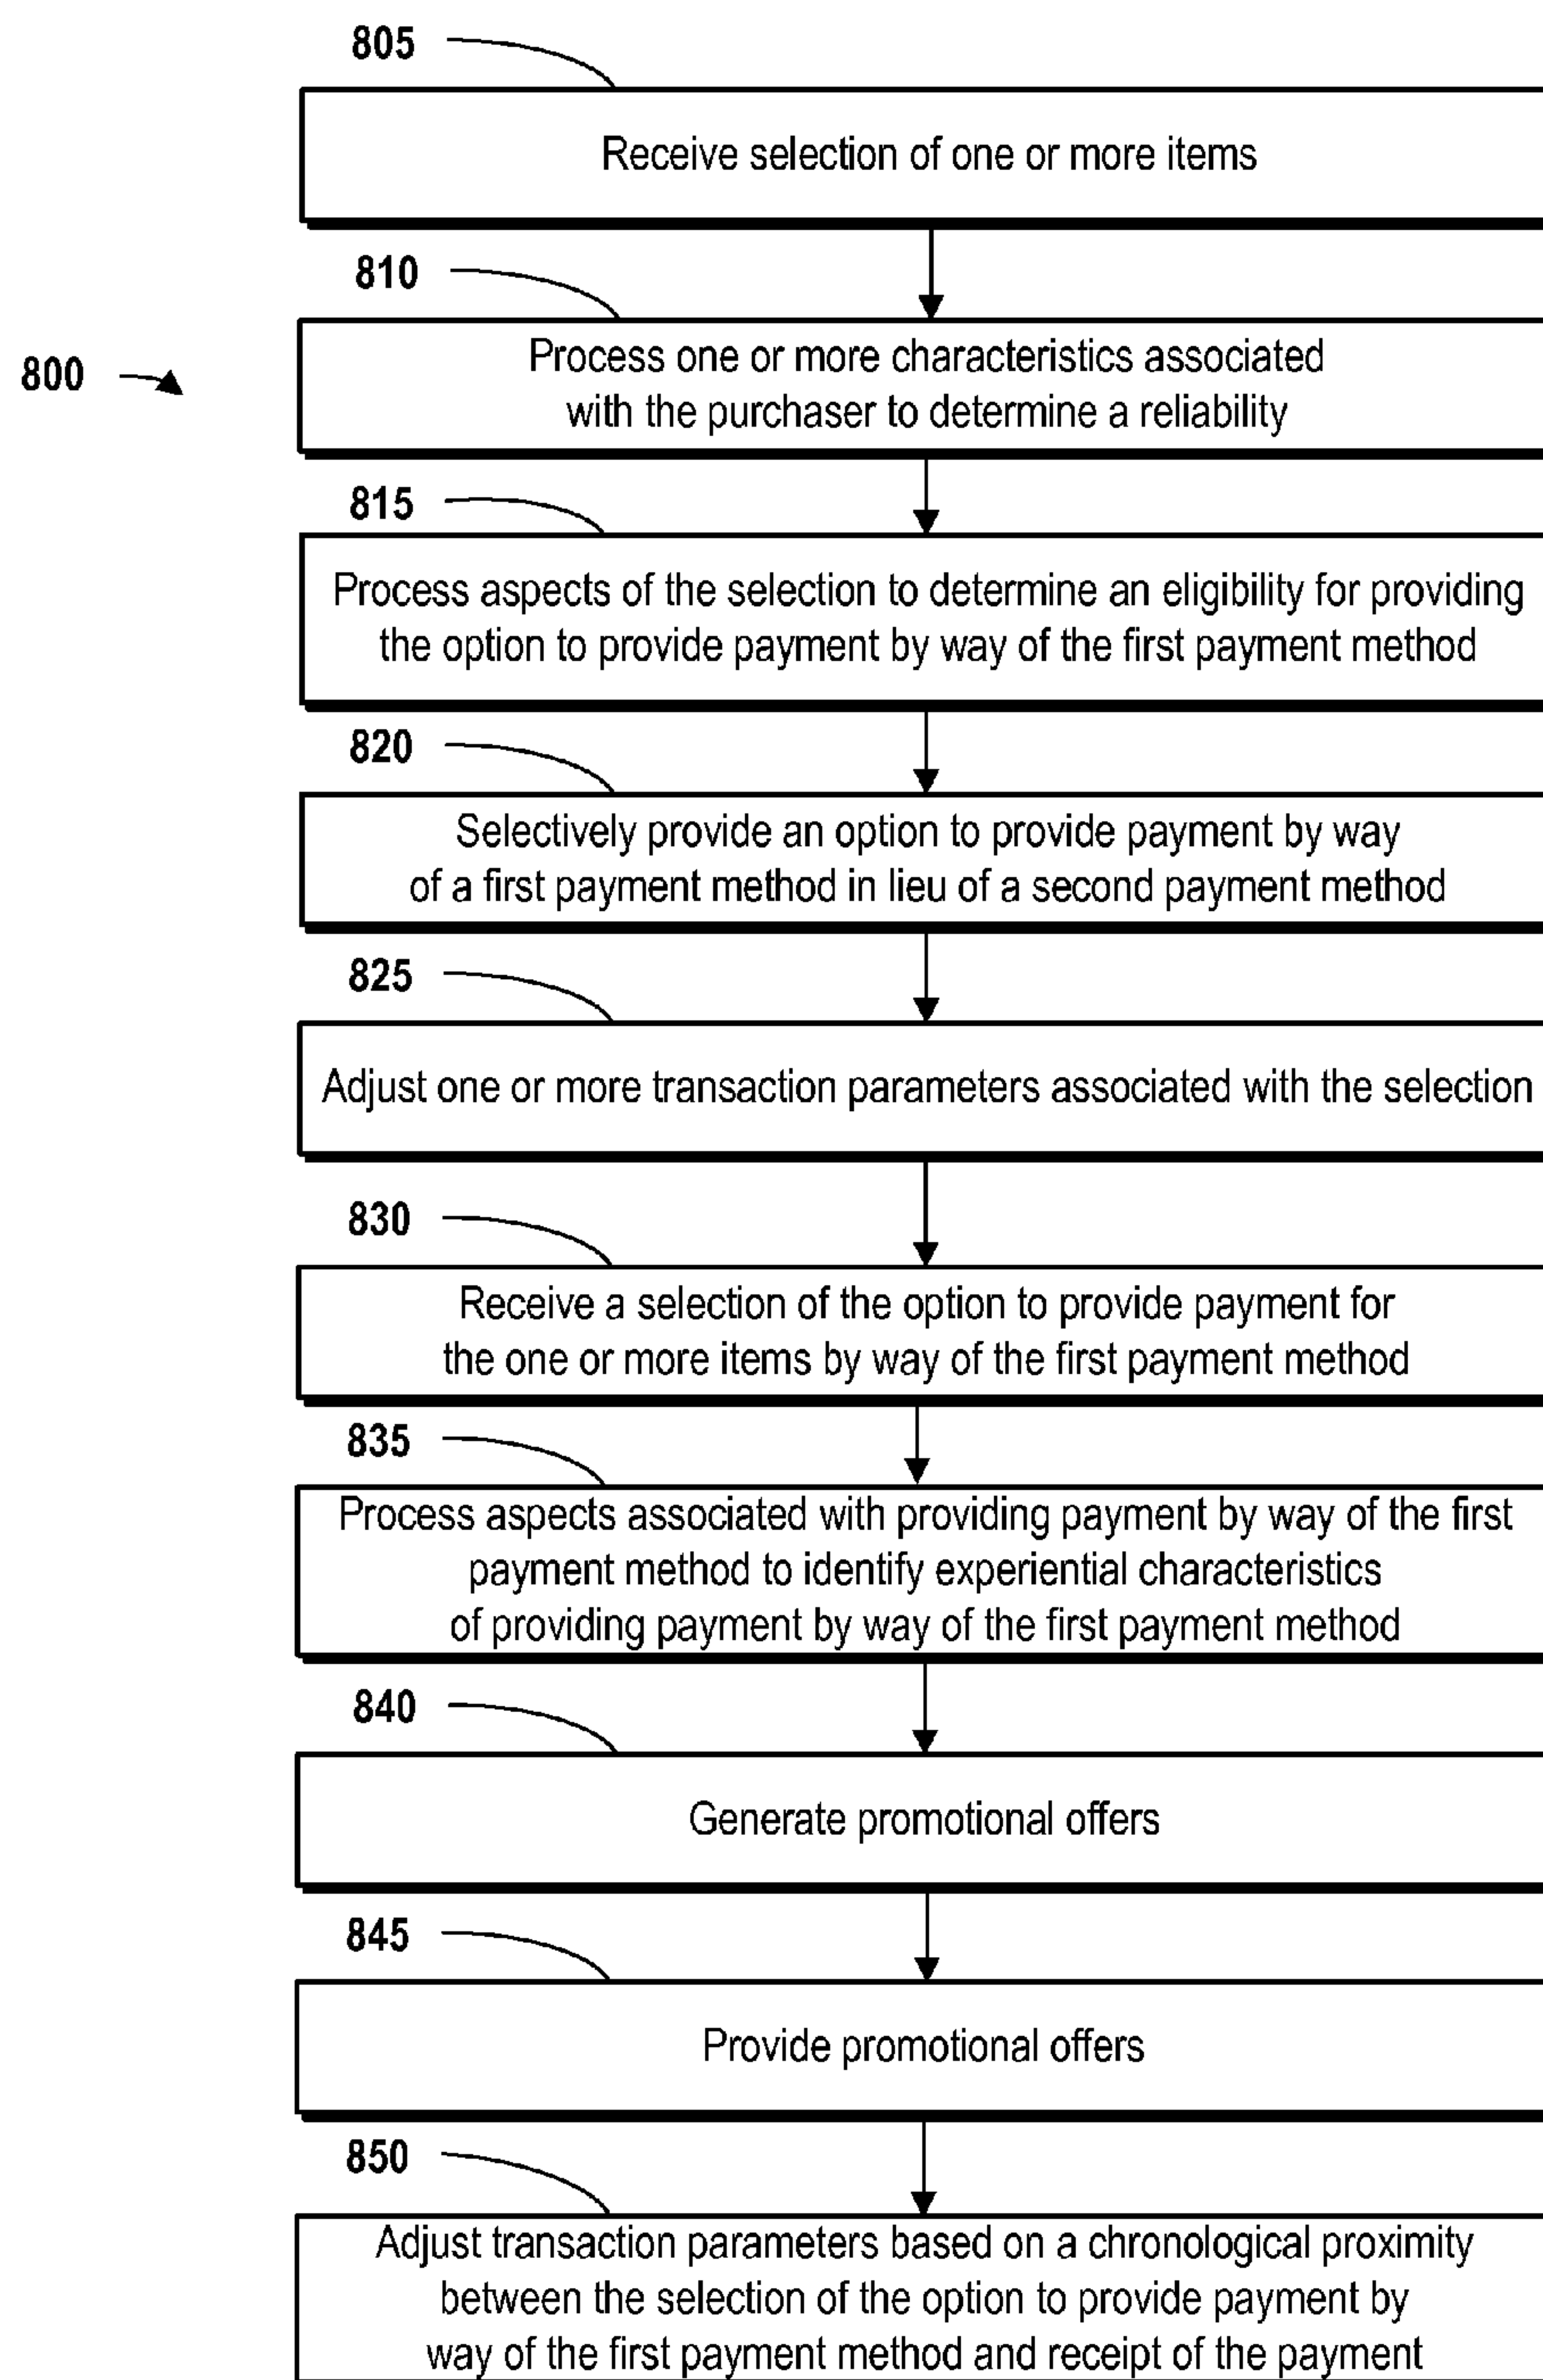 805
Receive selection of one or more items
810
Process one or more characteristics associated
with the purchaser to determine a reliability
800
815
Process aspects of the selection to determine an eligibility for providing
the option to provide payment by way of the first payment method
820
Selectively provide an option to provide payment by way
of a first payment method in lieu of a second payment method
825
Adjust one or more transaction parameters associated with the selection
830
Receive a selection of the option to provide payment for
the one or more items by way of the first payment method
835
Process aspects associated with providing payment by way of the first
payment method to identify experiential characteristics
of providing payment by way of the first payment method
840
Generate promotional offers
845
Provide promotional offers
850
Adjust transaction parameters based on a chronological proximity
between the selection of the option to provide payment by
way of the first payment method and receipt of the payment